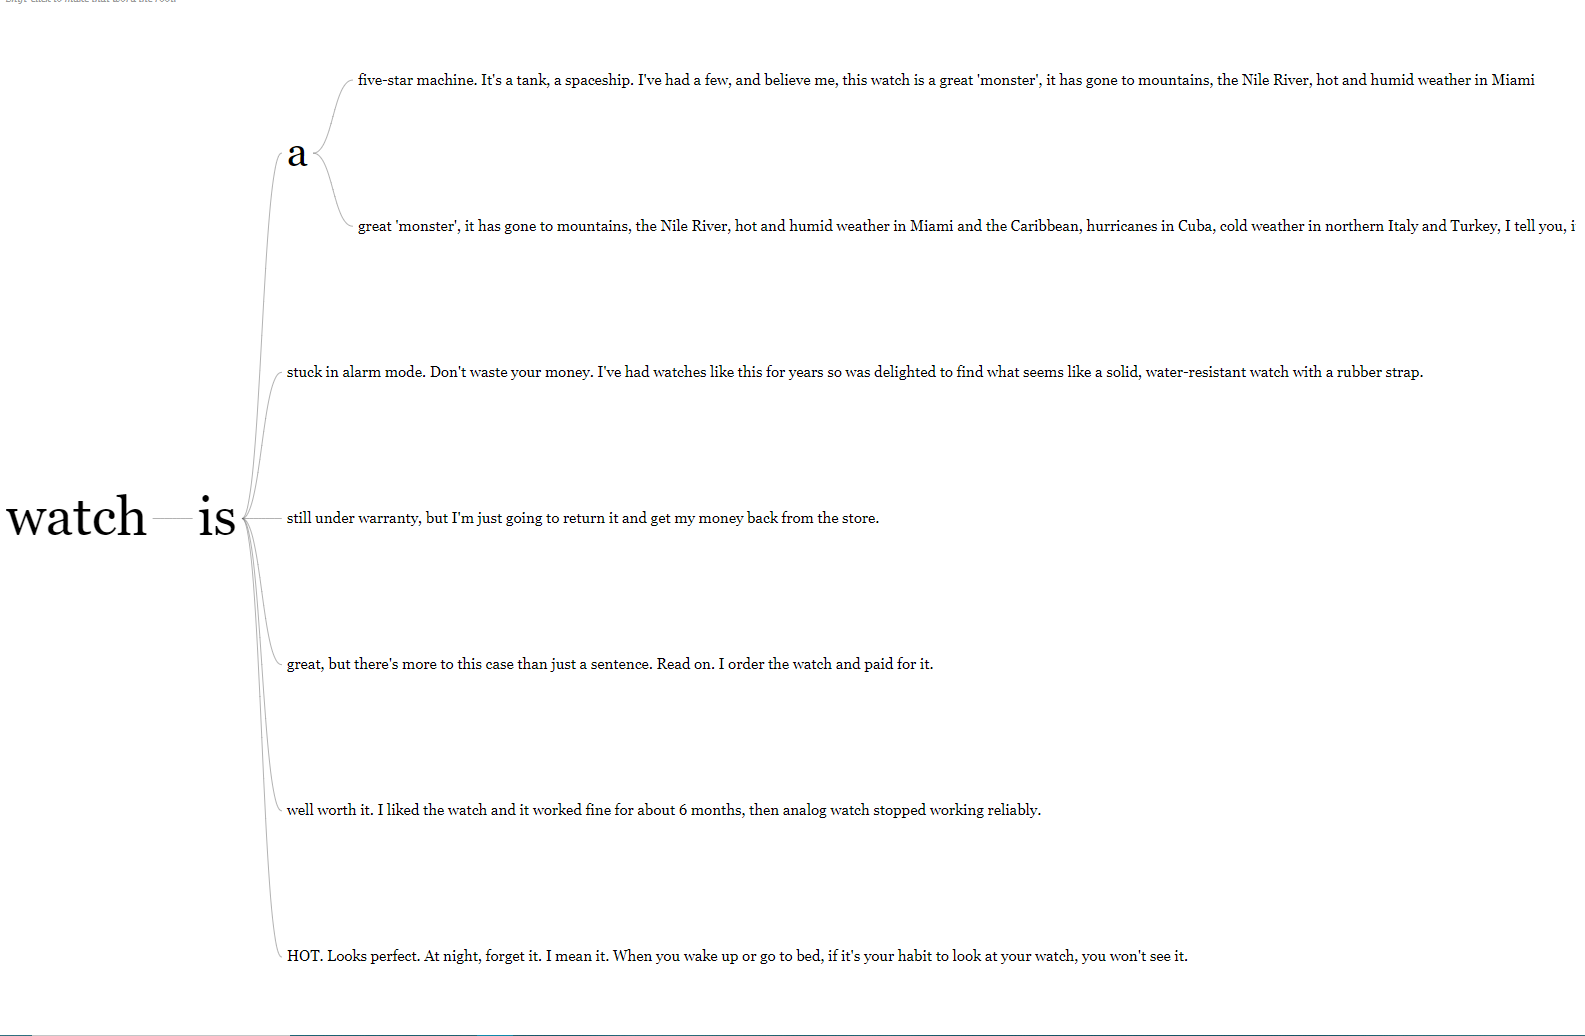 a
five-star machine. It's a tank, a spaceship. I've had a few, and believe me, this watch is a great 'monster', it has gone to mountains, the Nile River, hot and humid weather in Miami
great 'monster', it has gone to mountains, the Nile River, hot and humid weather in Miami and the Caribbean, hurricanes in Cuba, cold weather in northern Italy and Turkey, I tell you, i
stuck in alarm mode. Don't waste your money. I've had watches like this for years so was delighted to find what seems like a solid, water-resistant watch with a rubber strap.
watch is
still under warranty, but I'm just going to return it and get my money back from the store.
great, but there's more to this case than just a sentence. Read on. I order the watch and paid for it.
well worth it. I liked the watch and it worked fine for about 6 months, then analog watch stopped working reliably.
HOT. Looks perfect. At night, forget it. I mean it. When you wake up or go to bed, if it's your habit to look at your watch, you won't see it.